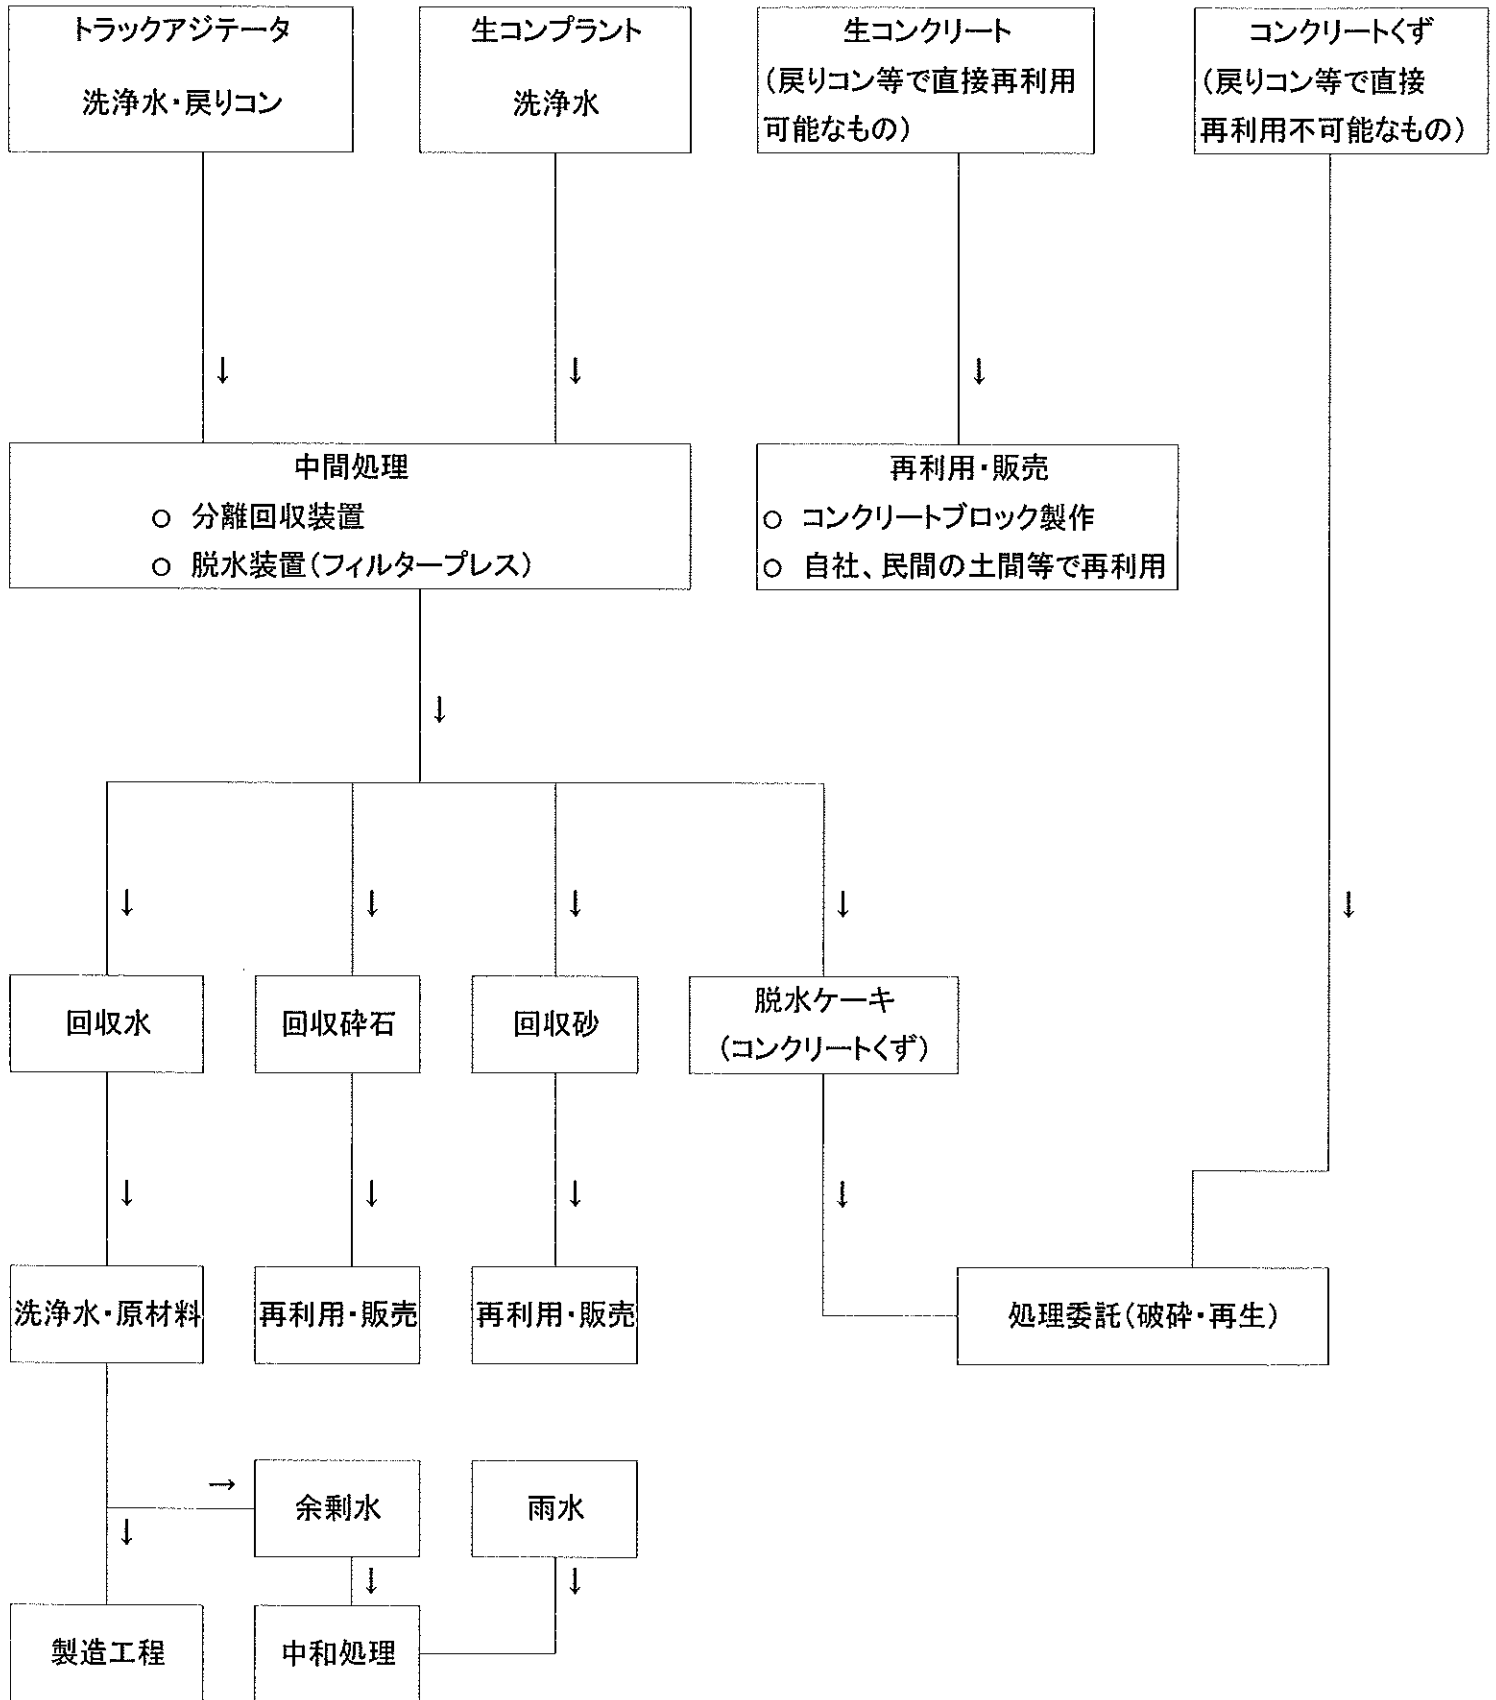 トラックアジテータ
洗浄水・戻りコン
生コンプラント
洗浄水
生コンクリート
(戻りコン等で直接再利用
可能なもの)
コンクリートくず
(戻りコン等で直接
再利用不可能なもの)
↓
↓
↓
中間処理
○ 分離回収装置
○ 脱水装置(フィルタープレス)
再利用・販売
○ コンクリートブロック製作
○ 自社、民間の土間等で再利用
↓
↓
↓
↓
↓
↓
回収水
回収砕石
回収砂
脱水ケーキ
(コンクリートくず)
↓
↓
↓
↓
洗浄水・原材料
再利用・販売
再利用・販売
処理委託(破砕・再生)
→
余剰水
雨水
↓
↓
↓
製造工程
中和処理